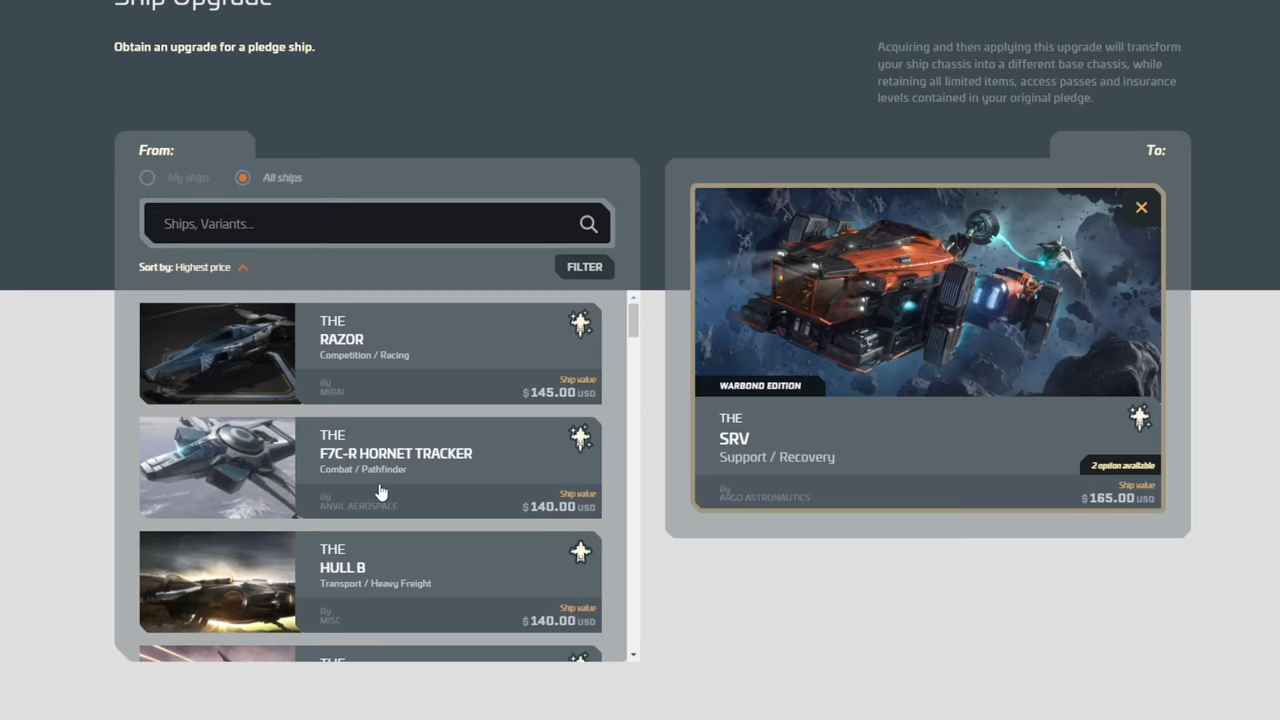 Ship Upgrade
Obtain an upgrade for a pledge ship.
Acquiring and then applying this upgrade will transform
your ship chassis into a different base chassis, while
retaining all limited items, access passes and insurance
levels contained in your original pledge.
From:
My ships
All ships
Ships, Variants...
Sort by: Highest price
FILTER
THE
RAZOR
Competition / Racing
By
MIRAI
Ship value
$145.00 USD
THE
F7C-R HORNET TRACKER
Combat / Pathfinder
By
ANVIL AEROSPACE
Ship value
$140.00 USD
THE
HULL B
Transport / Heavy Freight
By
MISC
Ship value
$140.00 USD
THE
To:
WARBOND EDITION
THE
SRV
Support / Recovery
2 option available
By
ARGO ASTRONAUTICS
Ship value
$165.00 USD